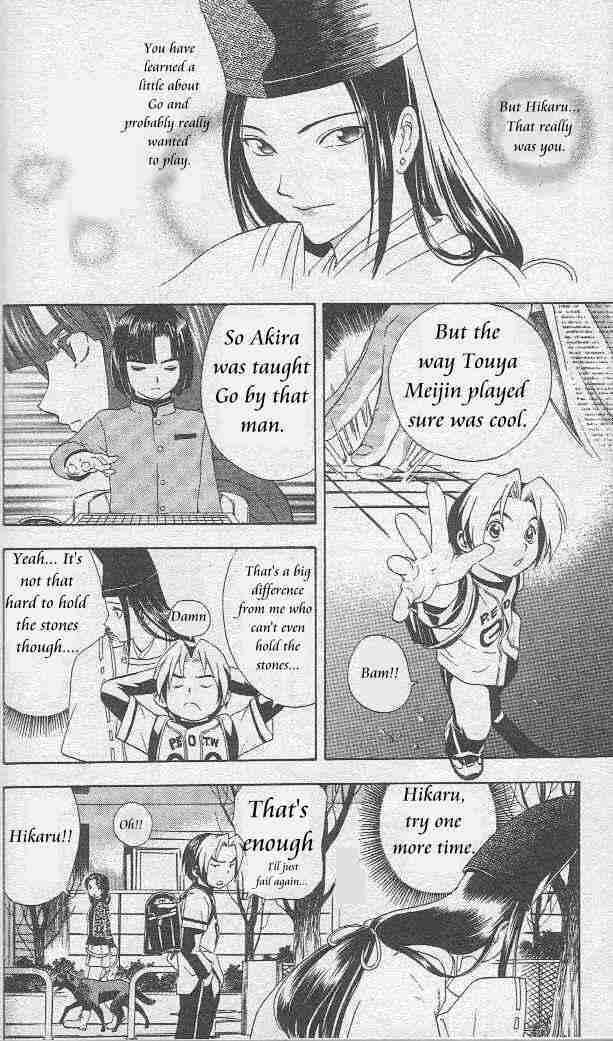 But Hikaru...
That really
was you.
You have
learned a
little about
Go and
probably really
wanted
to play.
But the
way Touya
Meijin played
sure was cool.
Bam!!
P.E O
So Akira
was taught
Go by that
man.
That's a big
difference
from me who
can't even
hold the
stones...
Damn
Yeah... It's
not that
hard to hold
the stones
though....
PE O TW
Hikaru,
try one
more time.
That's
enough
I'll just
fail again...
Oh!!
Hikaru!!